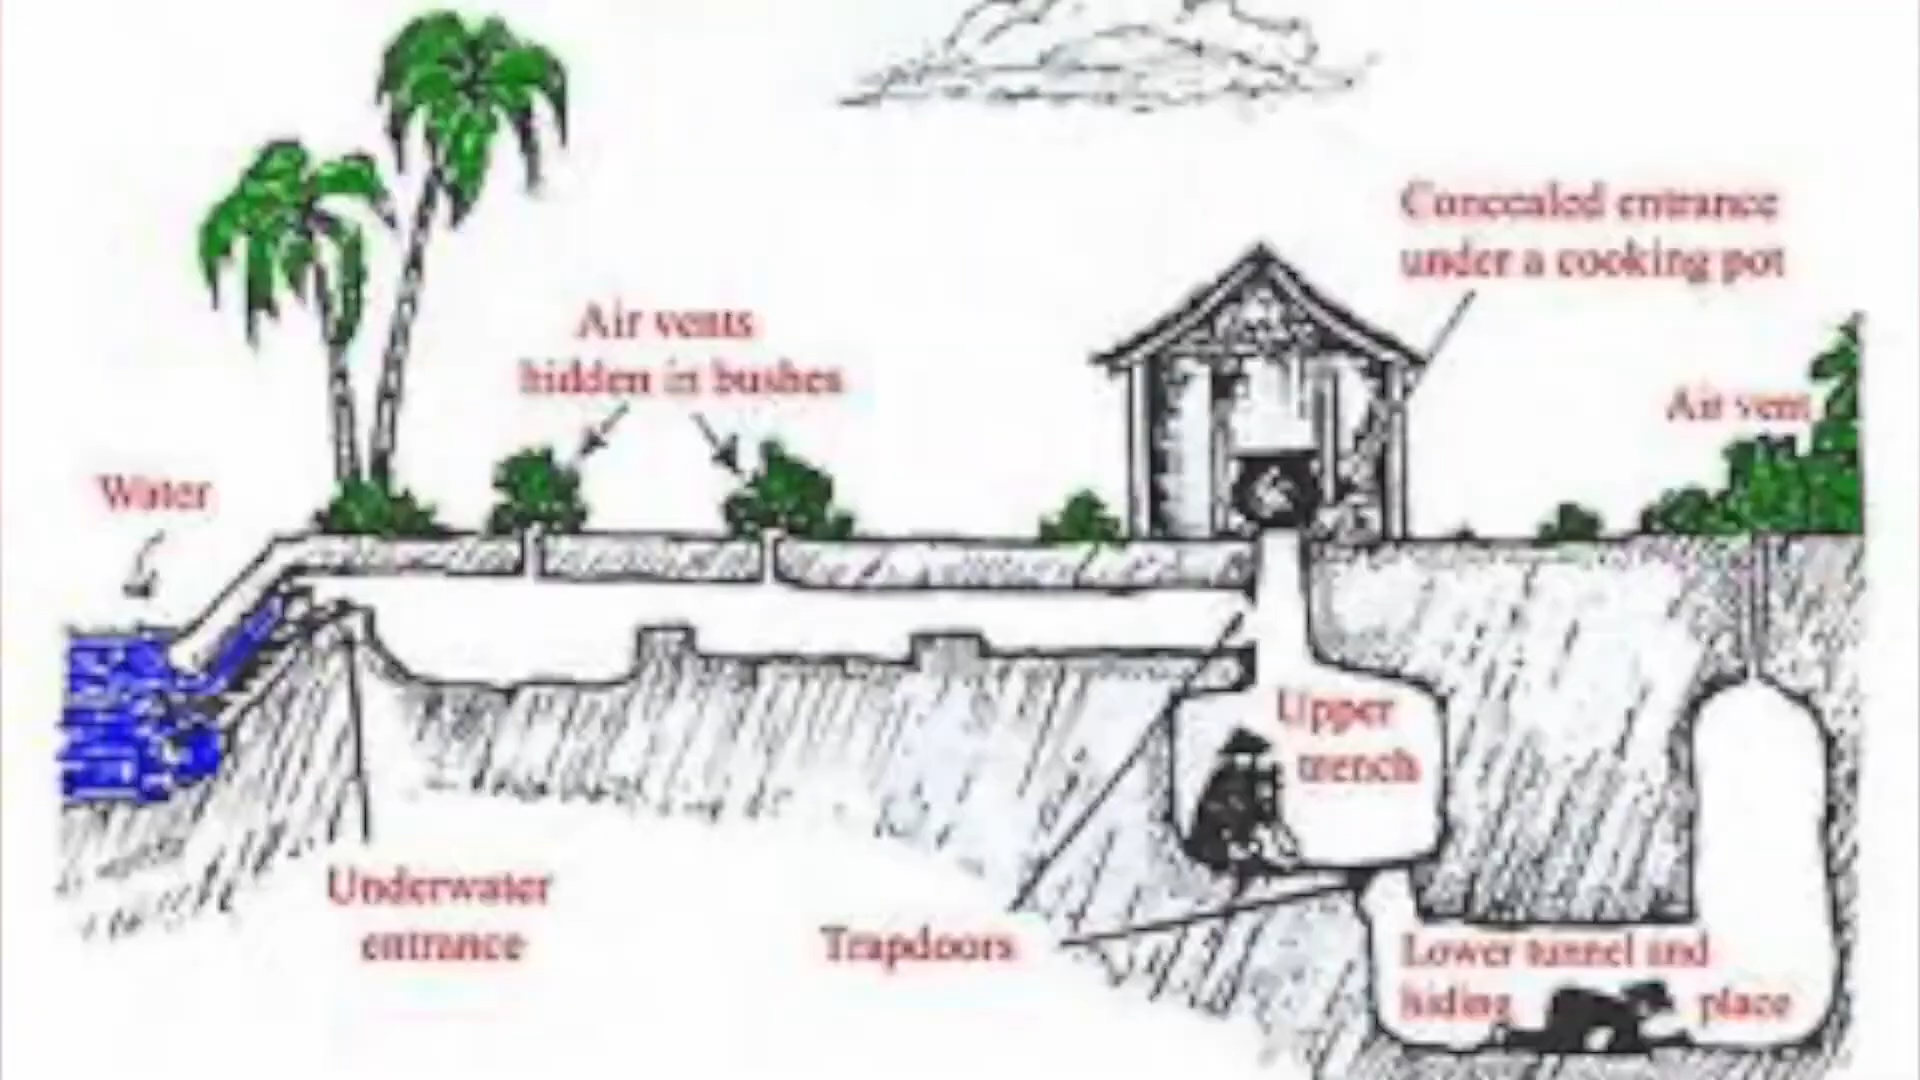 Concealed entrance
under a cooking pot
Air vents
hidden in bushes
Air vent
Water
Upper
trench
Underwater
entrance
Trapdoors
Lower tunnel and
hiding place